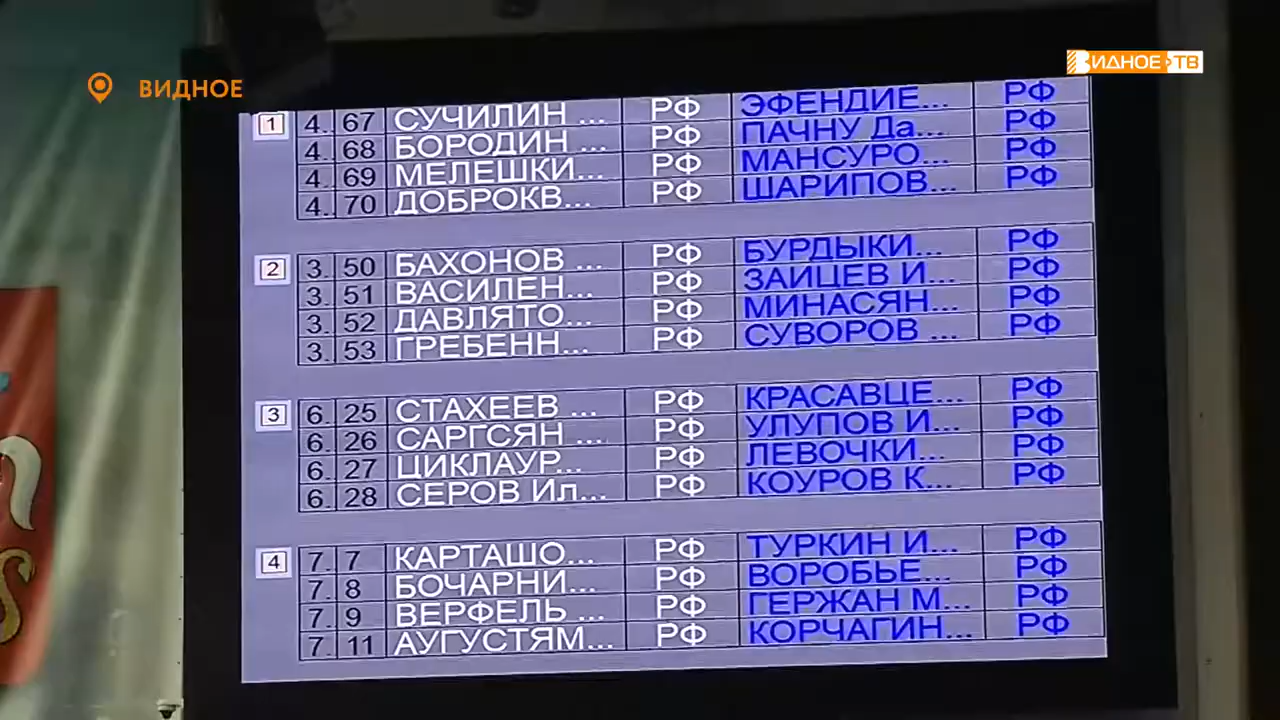 ВИДНОЕ
ВИДНОЕ ТВ
1
4.. 67 СУЧИЛИН ... РФ ЭФЕНДИЕ... РФ
4.. 68 БОРОДИН ... РФ ПАЧНУ Да... РФ
4.. 69 МЕЛЕШКИ... РФ МАНСУРО... РФ
4.. 70 ДОБРОКВ... РФ ШАРИПОВ... РФ
2
3. 50 БАХОНОВ ... РФ БУРДЫКИ... РФ
3. 51 ВАСИЛЕН... РФ ЗАЙЦЕВ И... РФ
3. 52 ДАВЛЯТО... РФ МИНАСЯН... РФ
3. 53 ГРЕБЕНН... РФ СУВОРОВ ... РФ
3
6. 25 СТАХЕЕВ ... РФ КРАСАВЦЕ... РФ
6. 26 САРГСЯН ... РФ УЛУПОВ И... РФ
6. 27 ЦИКЛАУР... РФ ЛЕВОЧКИ... РФ
6. 28 СЕРОВ Ил... РФ КОУРОВ К... РФ
4
7. 7 КАРТАШО... РФ ТУРКИН И... РФ
7. 8 БОЧАРНИ... РФ ВОРОБЬЕ... РФ
7. 9 ВЕРФЕЛЬ ... РФ ГЕРЖАН М... РФ
7. 11 АУГУСТЯМ... РФ КОРЧАГИН... РФ